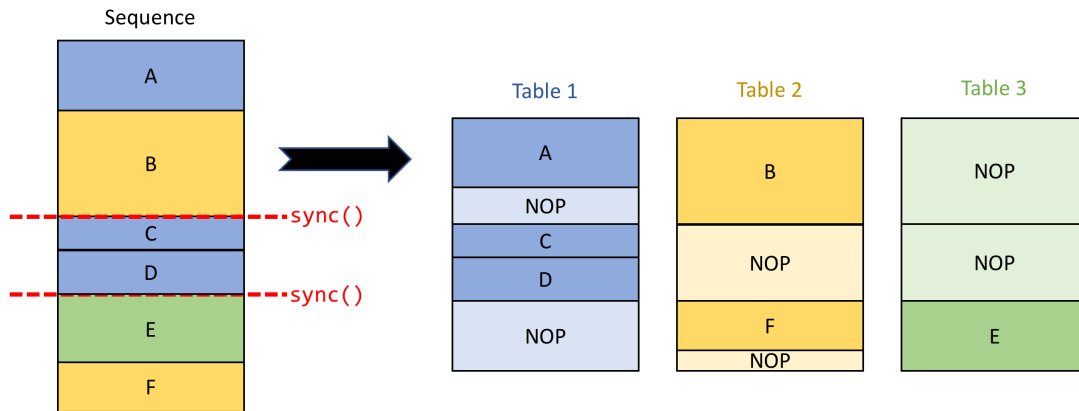 Sequence
A
B
sync()
C
D
sync()
E
F
Table 1
A
NOP
C
D
NOP
Table 2
B
NOP
F
NOP
Table 3
NOP
NOP
E